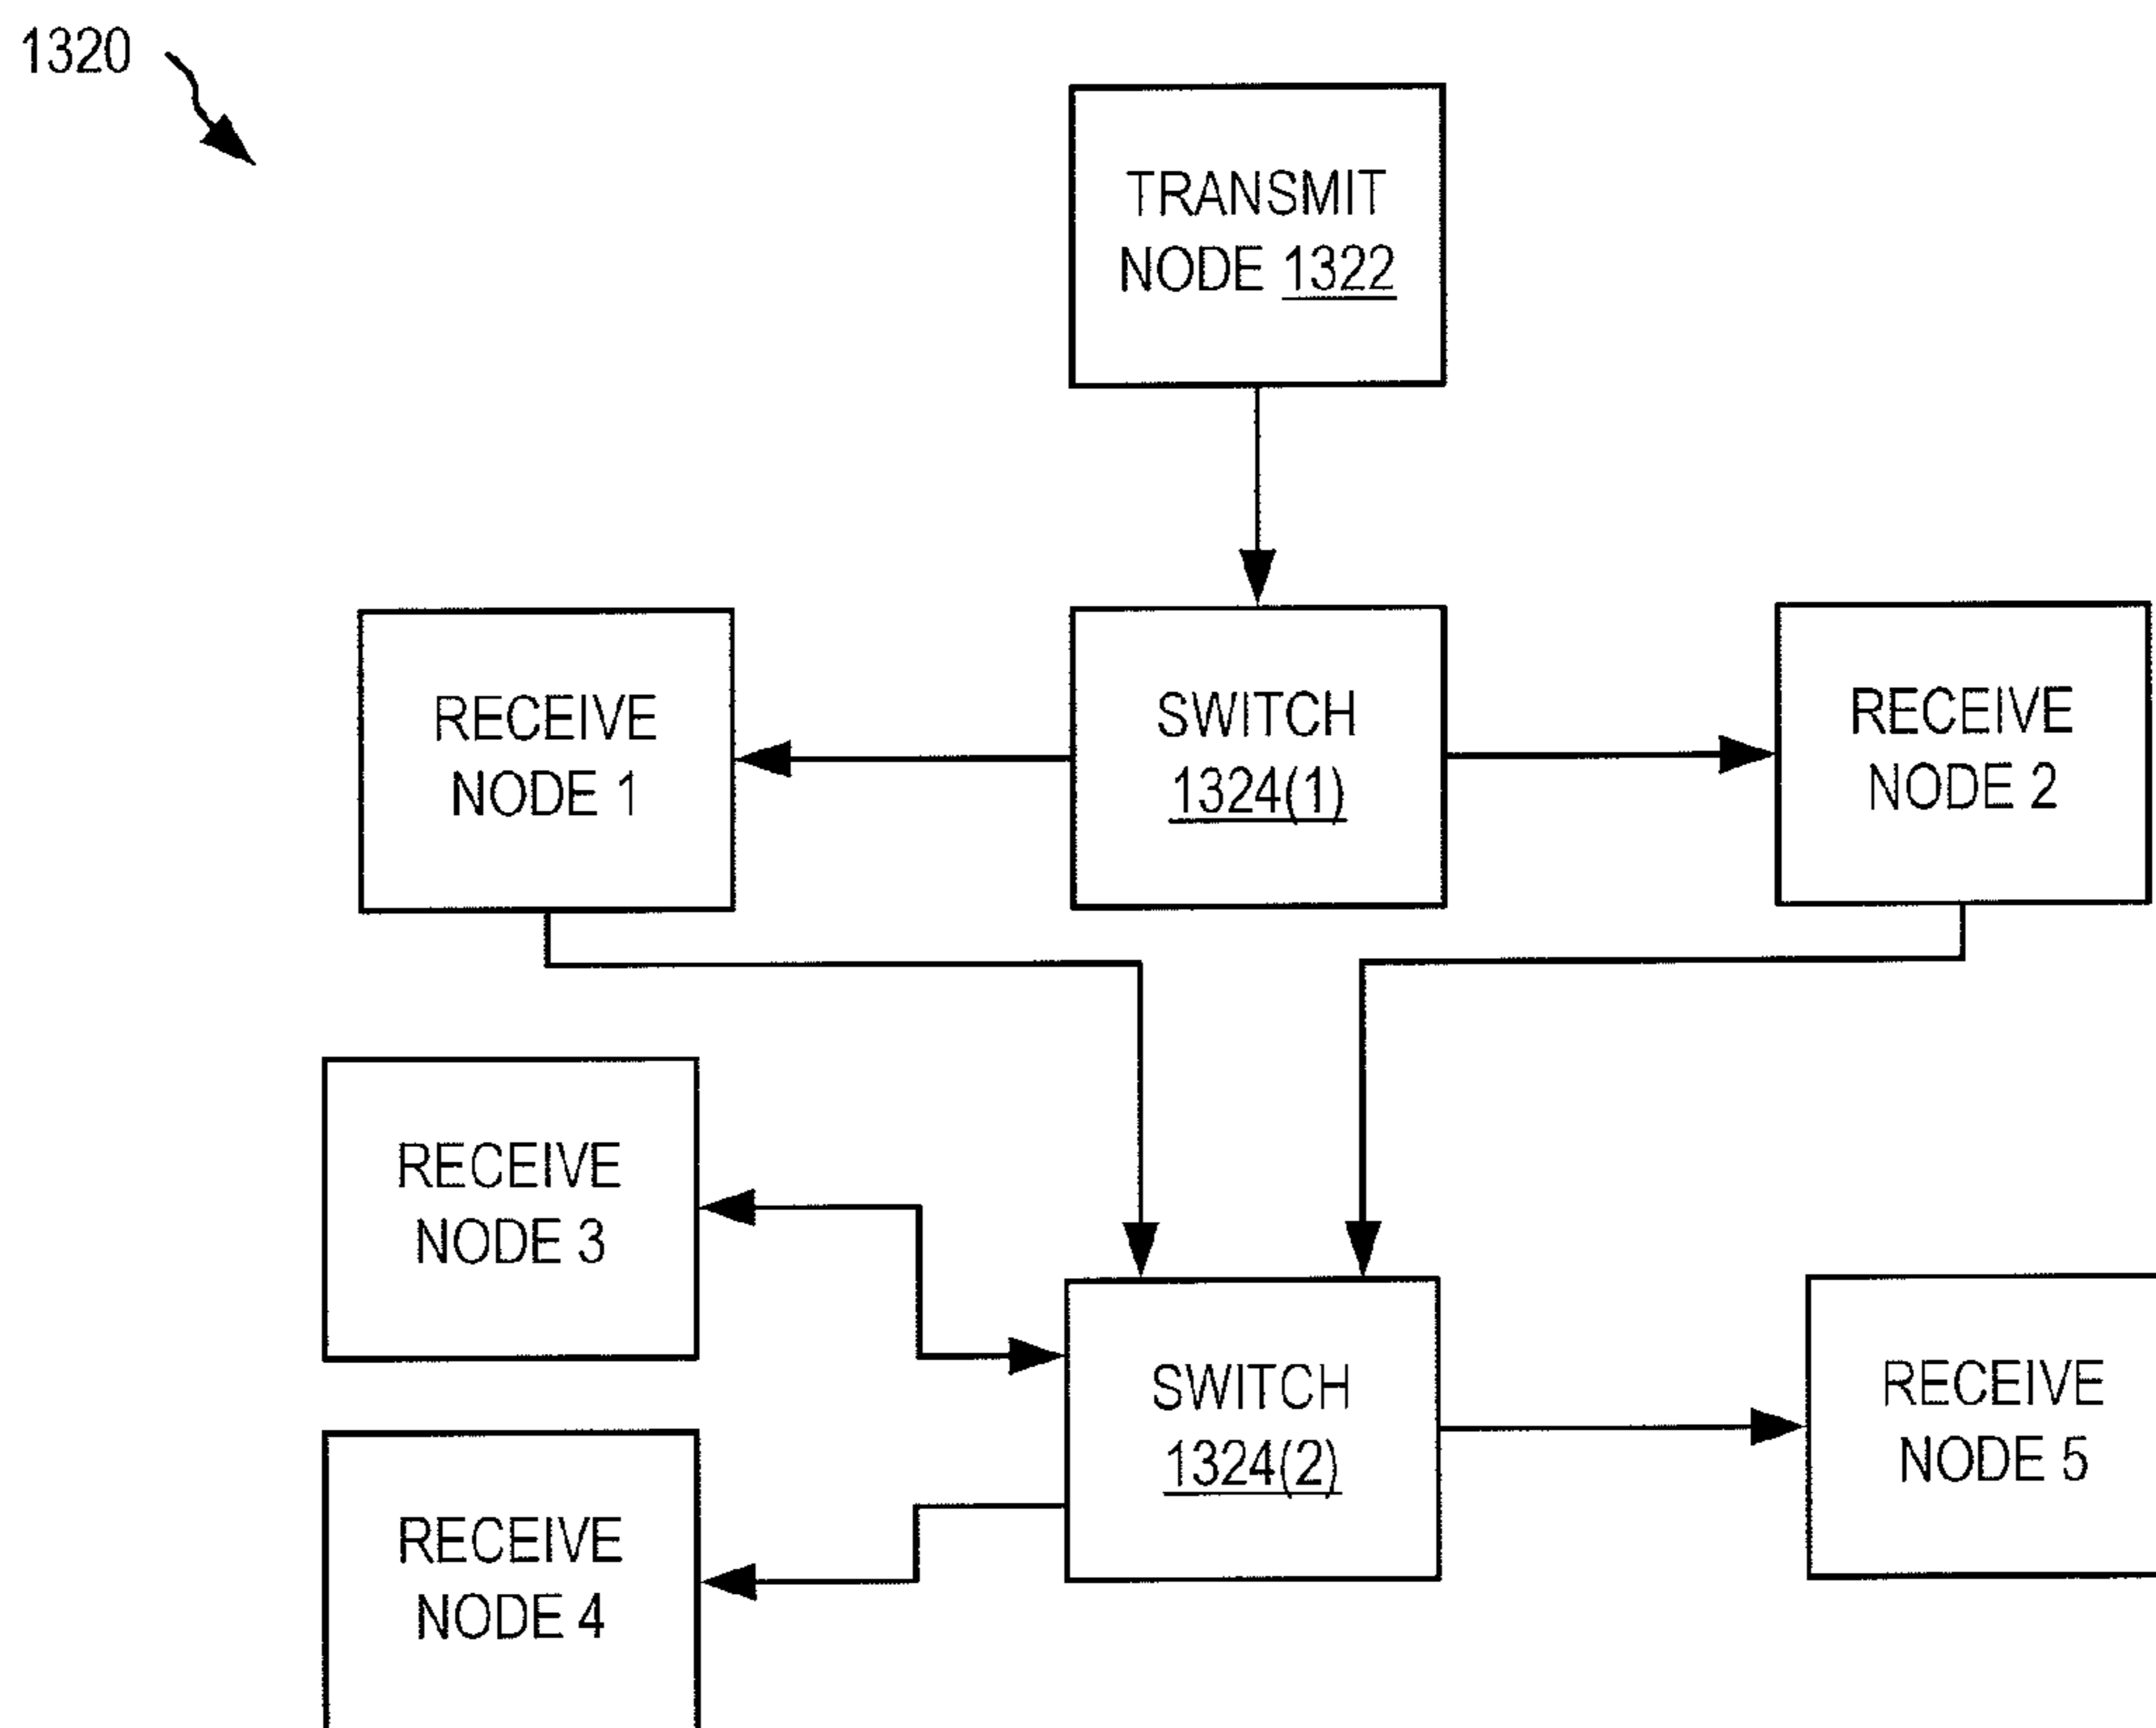 1320
TRANSMIT
NODE 1322
RECEIVE
NODE 1
SWITCH
1324(1)
RECEIVE
NODE 2
RECEIVE
NODE 3
SWITCH
1324(2)
RECEIVE
NODE 5
RECEIVE
NODE 4